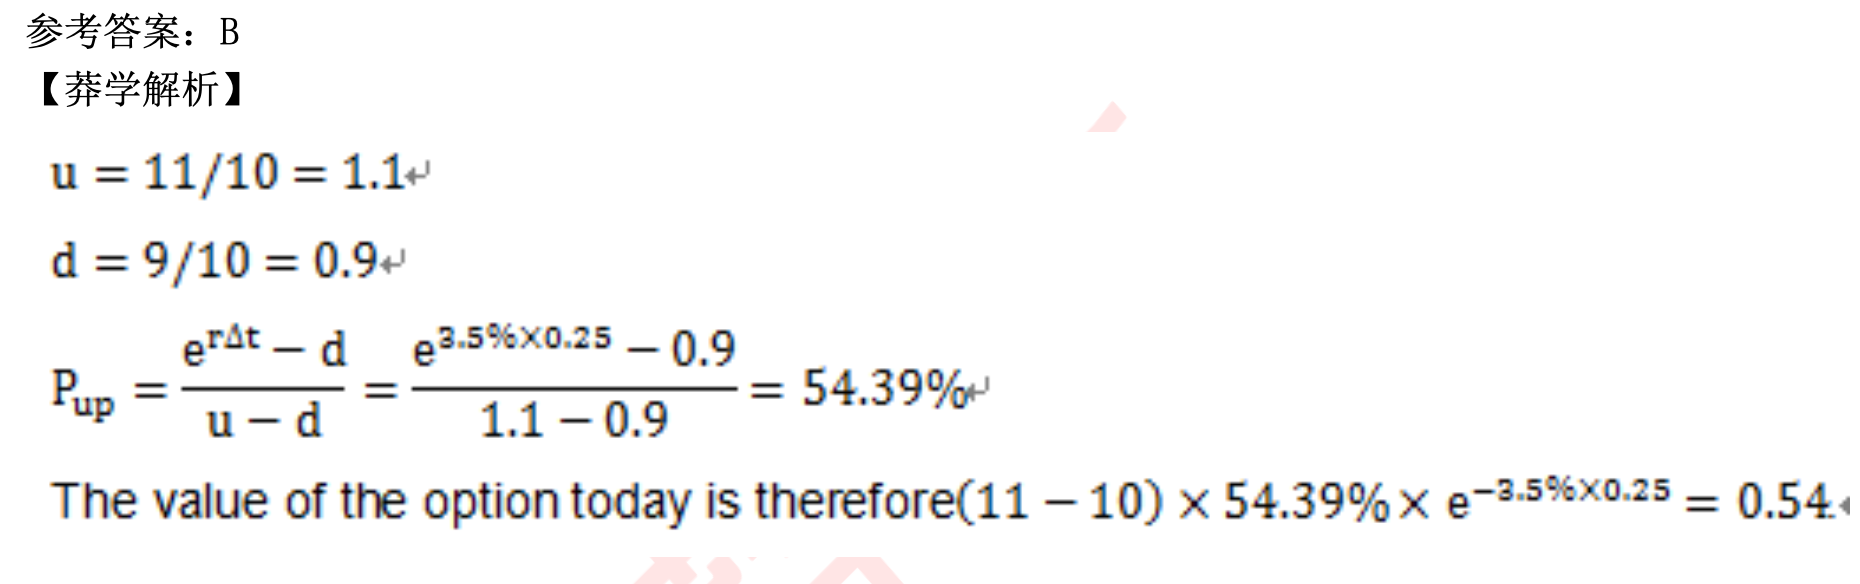 参考答案：B
【莽学解析】
u = 11/10 = 1.1↵
d = 9/10 = 0.9↵
P_up = (e^{rΔt} − d)/(u − d) = (e^{3.5%×0.25} − 0.9)/(1.1 − 0.9) = 54.39%↵
The value of the option today is therefore(11 − 10) × 54.39% × e^{−3.5%×0.25} = 0.54.